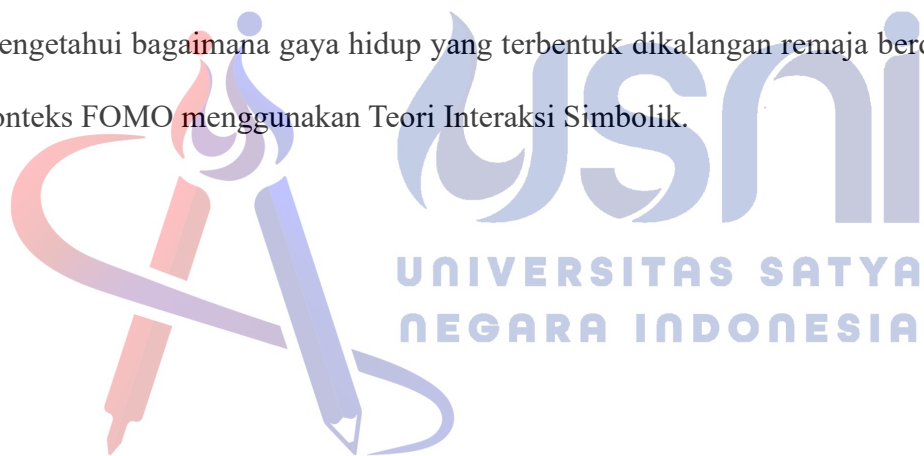 engetahui bagaimana gaya hidup yang terbentuk dikalangan remaja ber
onteks FOMO menggunakan Teori Interaksi Simbolik.
usni
UNIVERSITAS SATYA
NEGARA INDONESIA